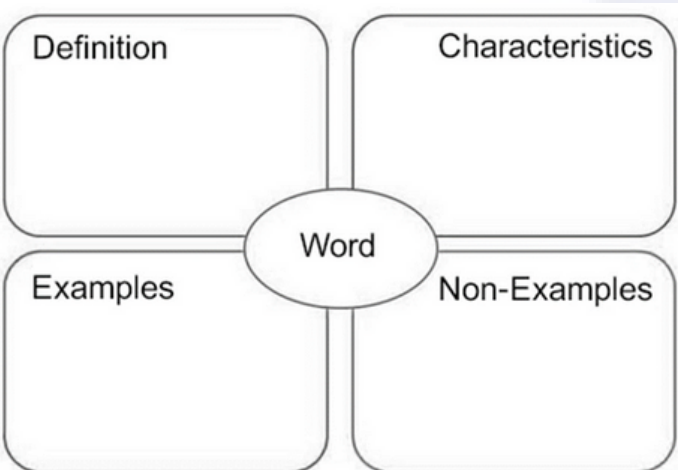 Definition
Characteristics
Word
Examples
Non-Examples